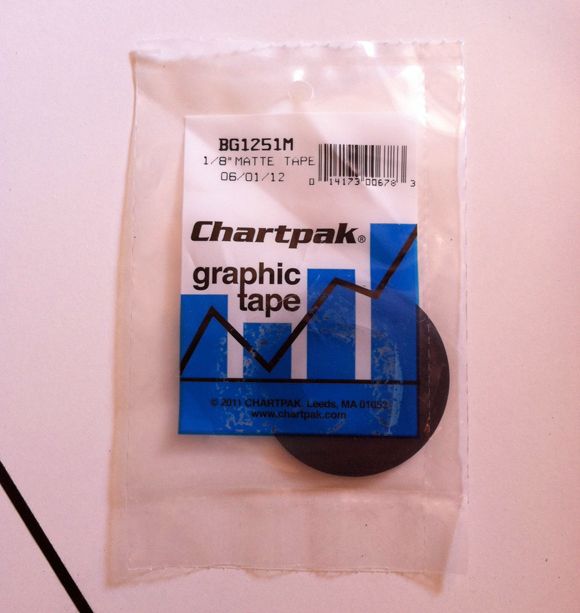 BG1251M
1/8" MATTE TAPE
06/01/12
0 14173 00678 3
Chartpak®
graphic
tape
© 2011 CHARTPAK Leeds, MA 01053
www.chartpak.com